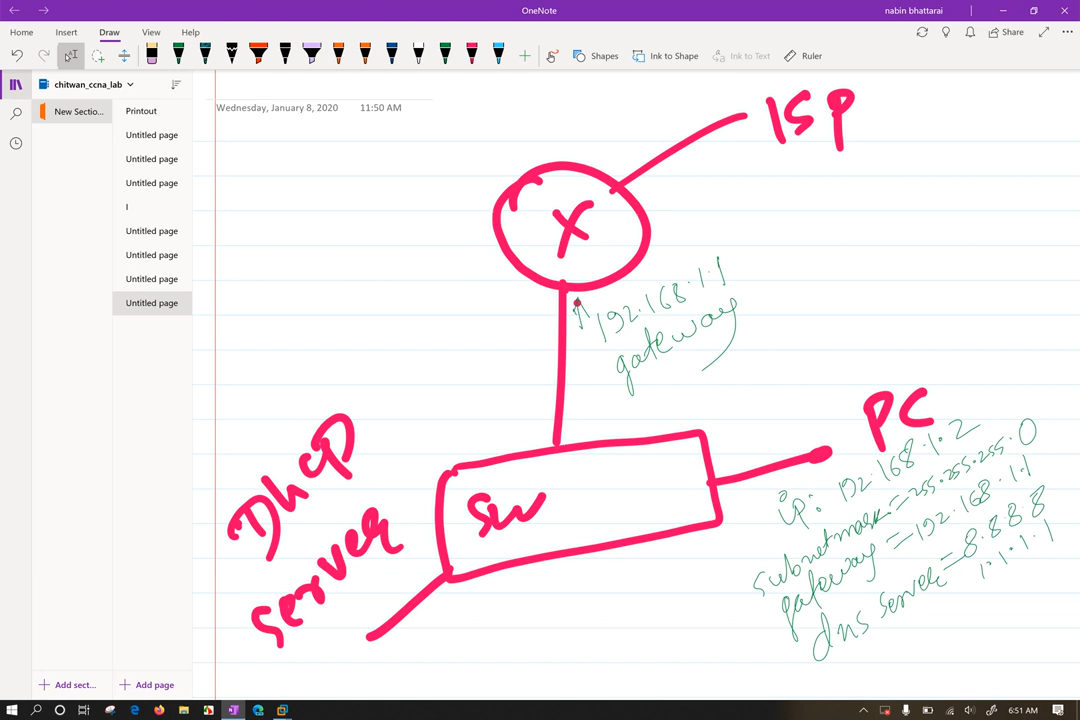 OneNote
nabin bhattarai
Home
Insert
Draw
View
Help
Share
Shapes
Ink to Shape
Ink to Text
Ruler
chitwan_ccna_lab
New Sectio...
Printout
Untitled page
Untitled page
Untitled page
I
Untitled page
Untitled page
Untitled page
Untitled page
Add sect...
Add page
Wednesday, January 8, 2020
11:50 AM
ISP
X
192.168.1.1
gateway
PC
ip: 192.168.1.2
subnetmask=255.255.255.0
gateway=192.168.1.1
dns server=8.8.8.8
1.1.1.1
Dhcp
server
sw
6:51 AM